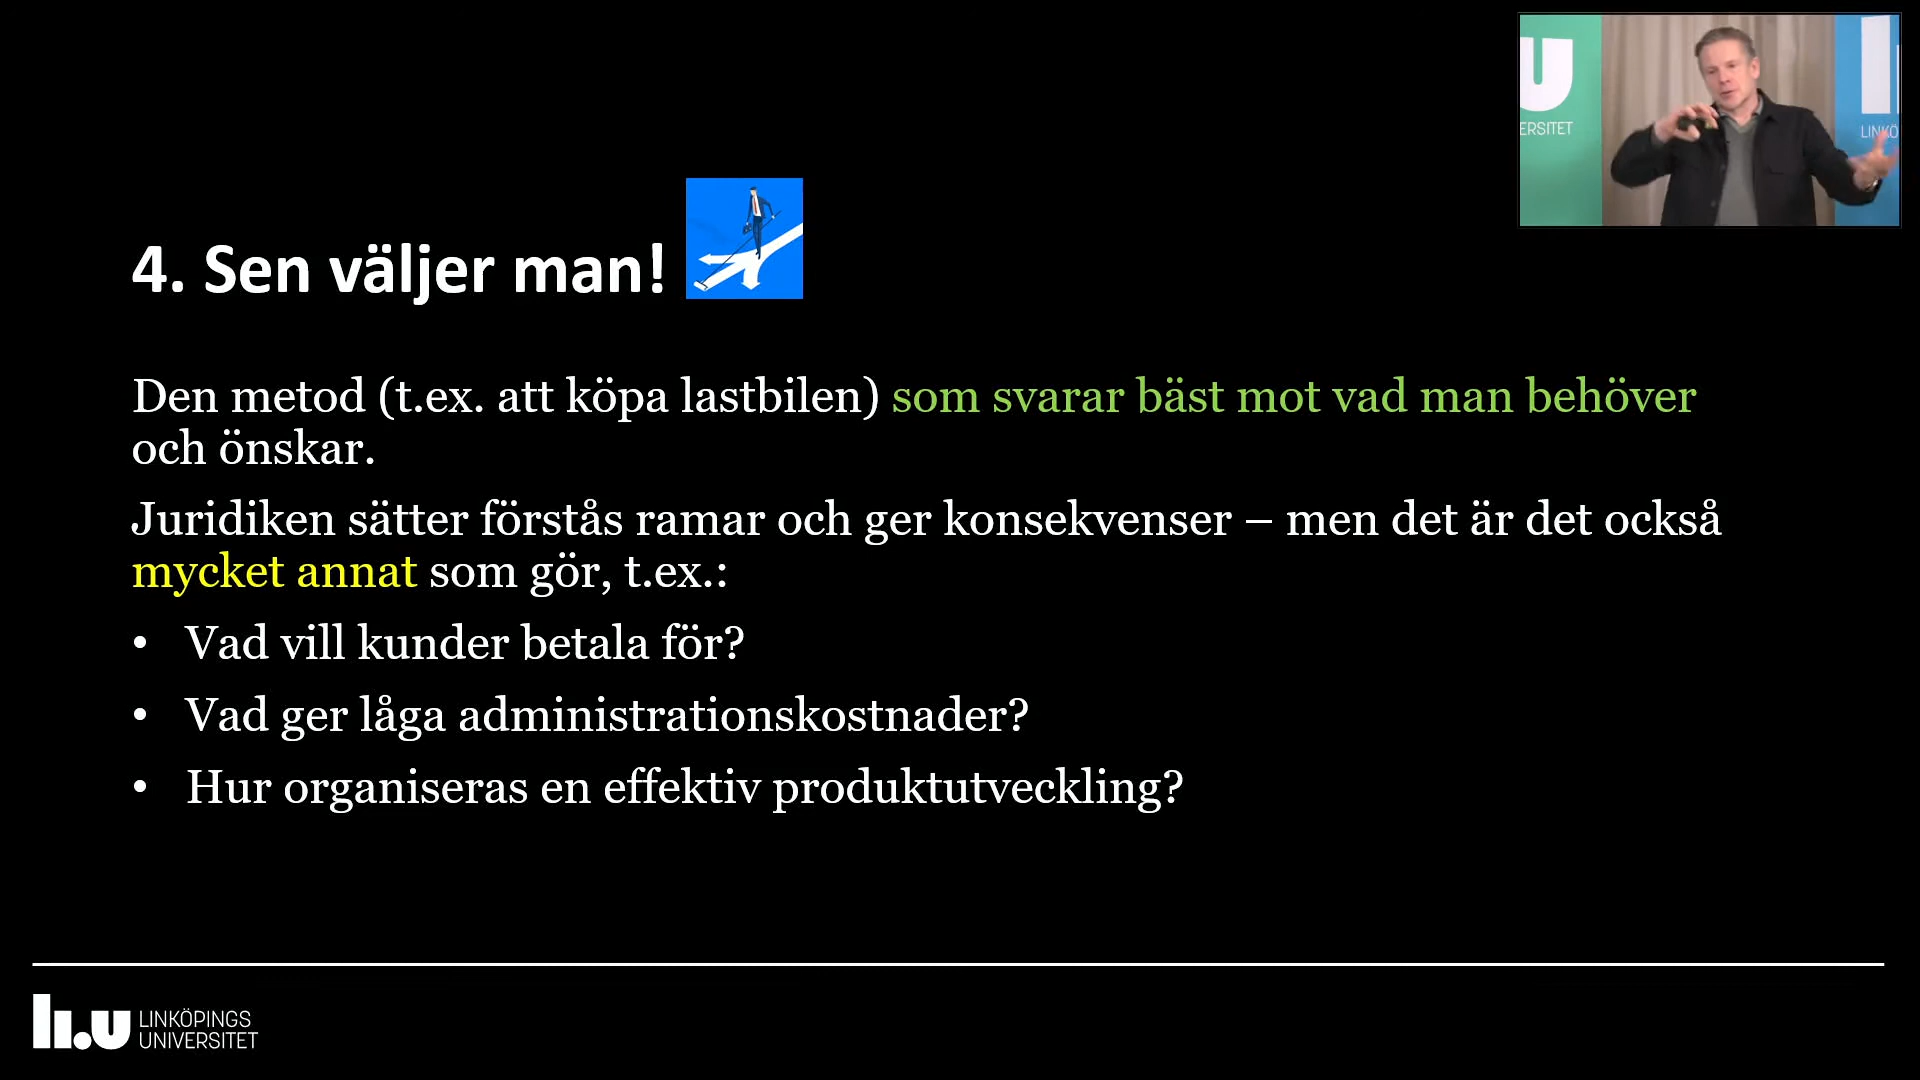 4. Sen väljer man!
Den metod (t.ex. att köpa lastbilen) som svarar bäst mot vad man behöver
och önskar.
Juridiken sätter förstås ramar och ger konsekvenser – men det är det också
mycket annat som gör, t.ex.:
• Vad vill kunder betala för?
• Vad ger låga administrationskostnader?
• Hur organiseras en effektiv produktutveckling?
li.u LINKÖPINGS
UNIVERSITET
U
ERSITET
LINKÖ